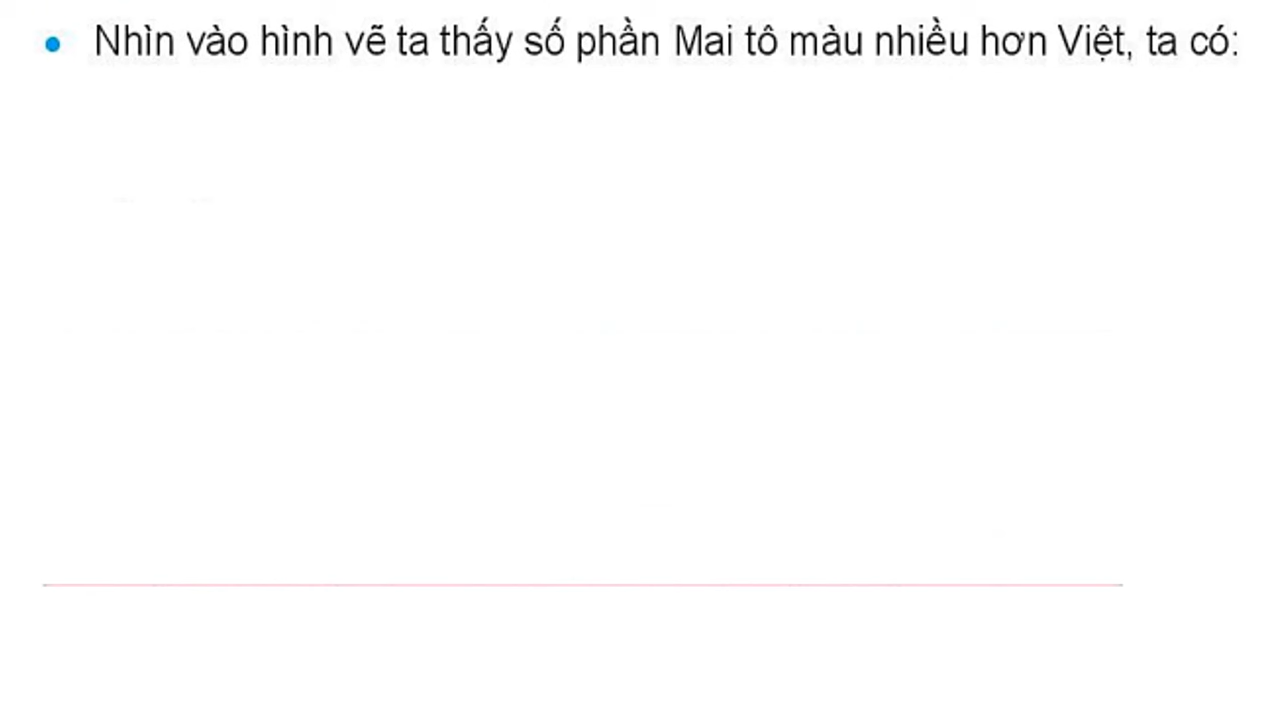 • Nhìn vào hình vẽ ta thấy số phần Mai tô màu nhiều hơn Việt, ta có: